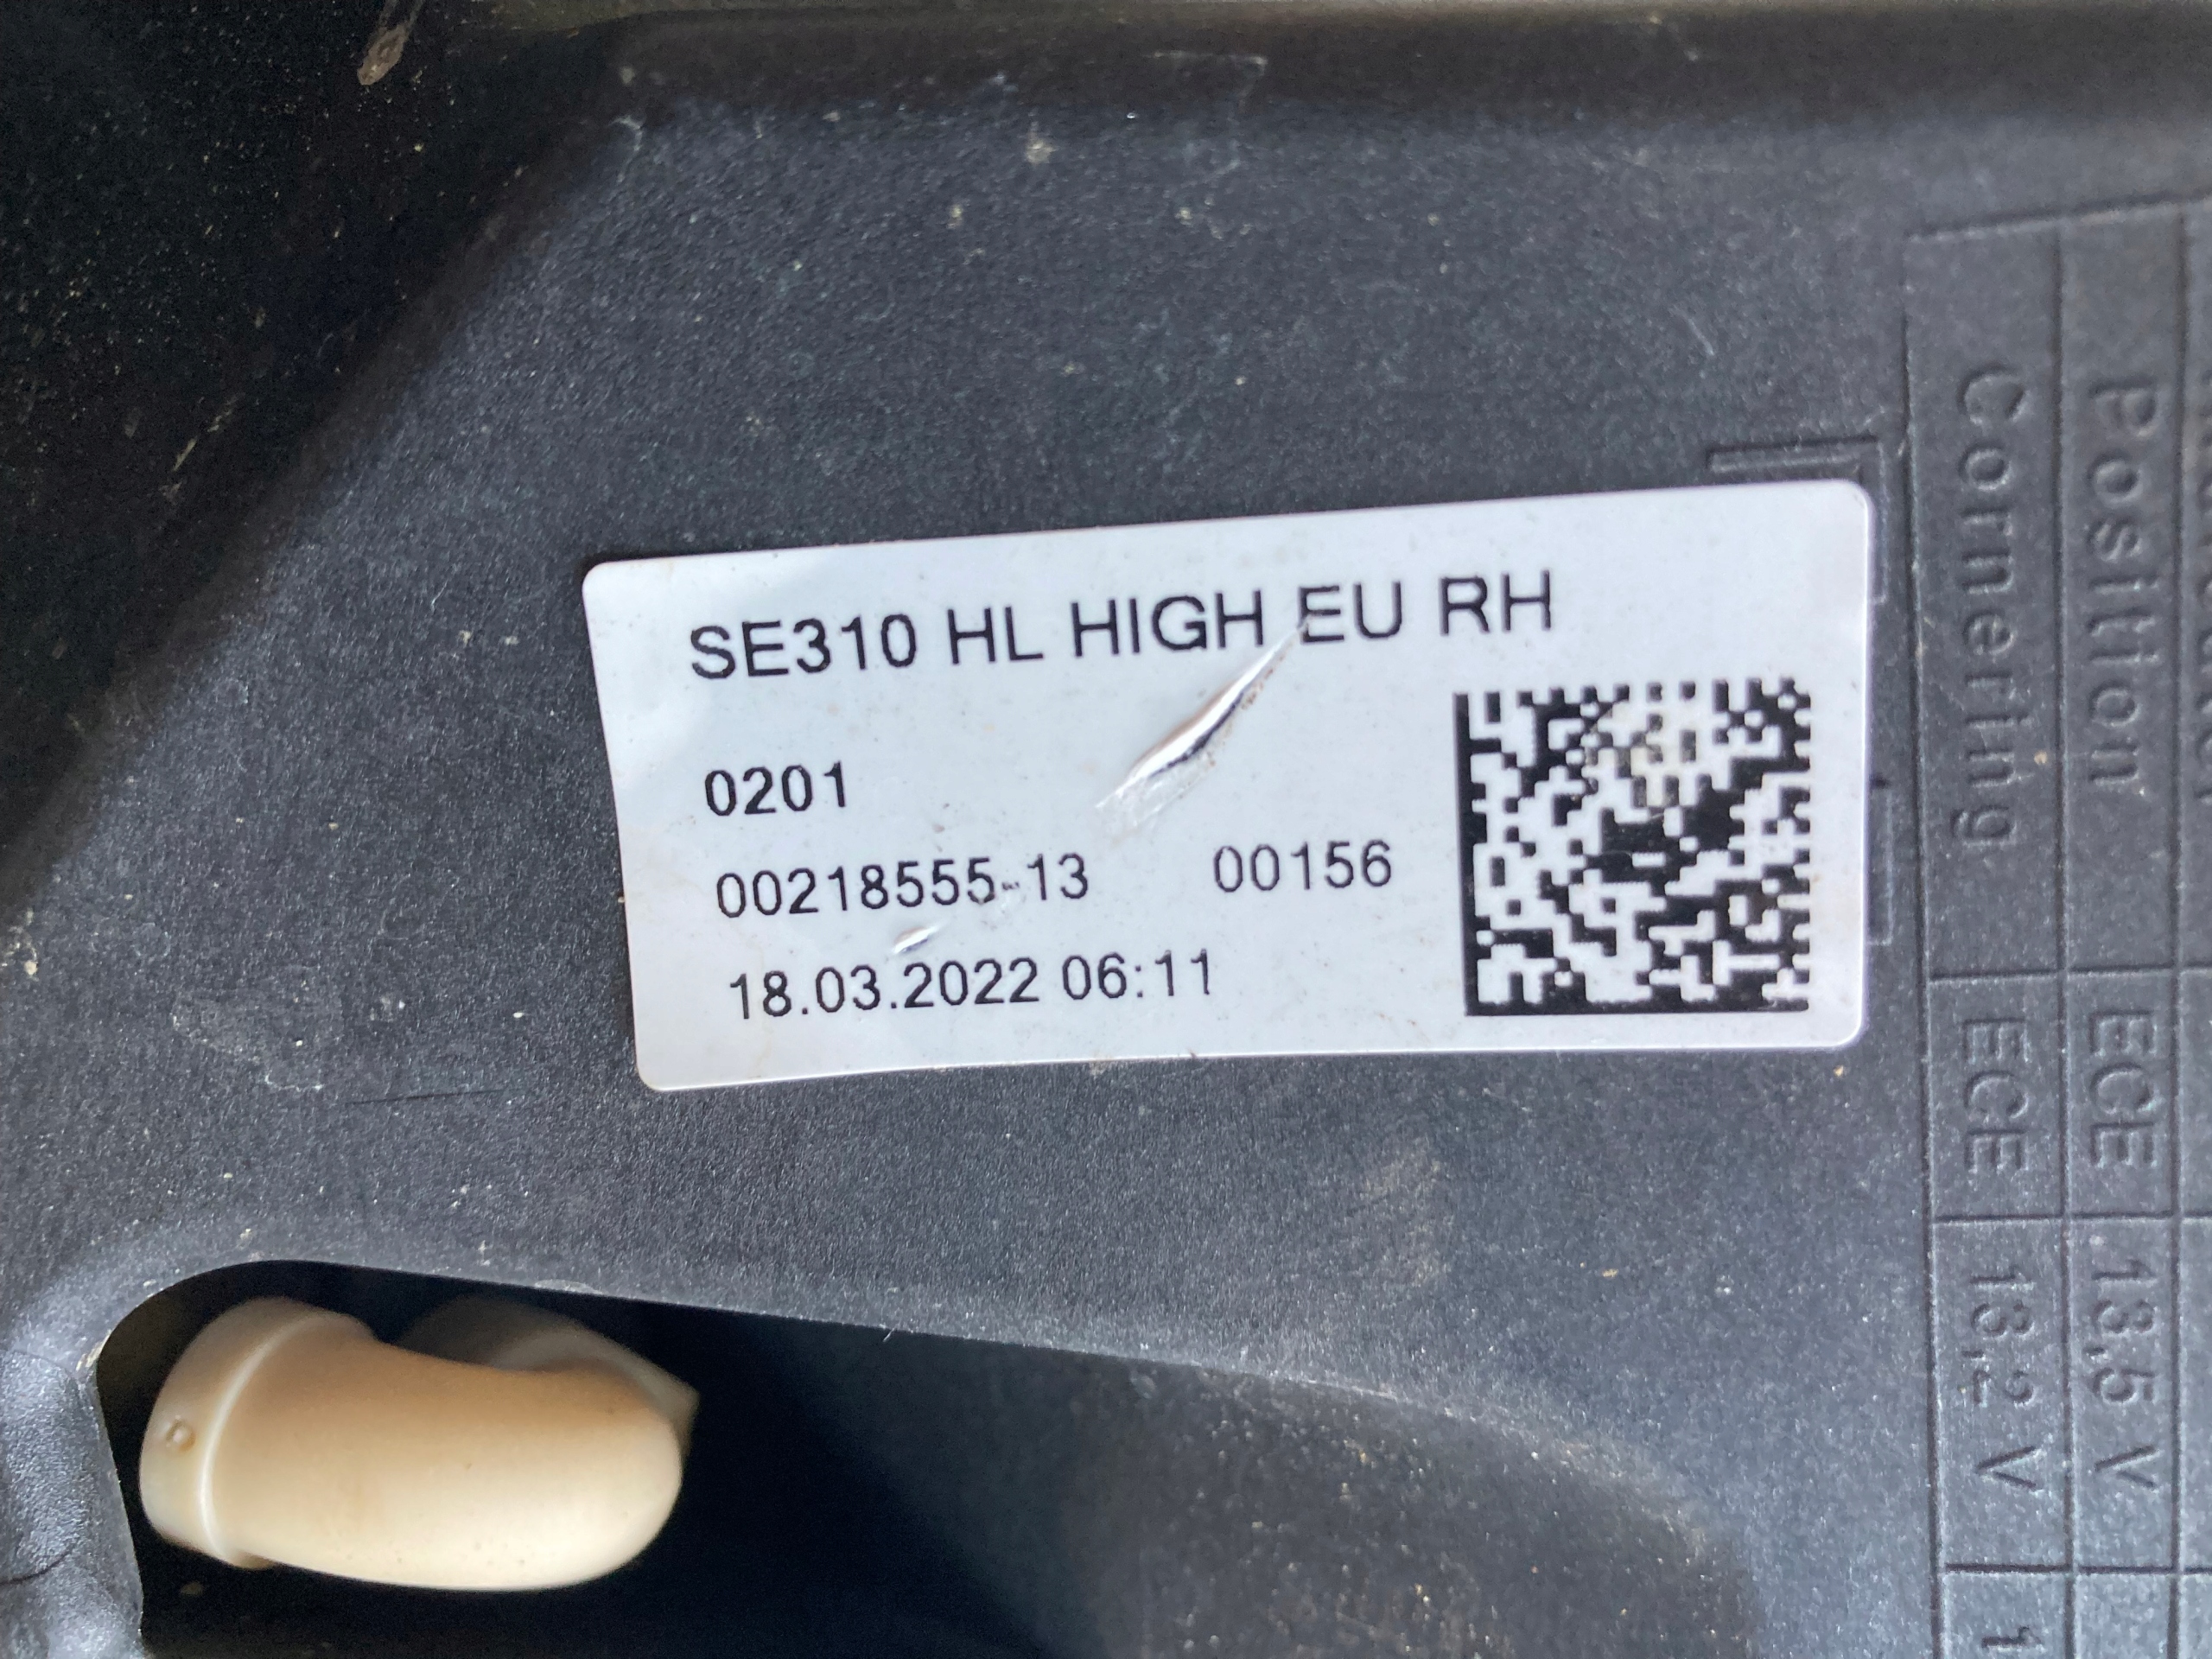 SE310 HL HIGH EU RH
0201
00218555-13 00156
18.03.2022 06:11
Position ECE 13,5 V
Cornering ECE 13,2 V 1